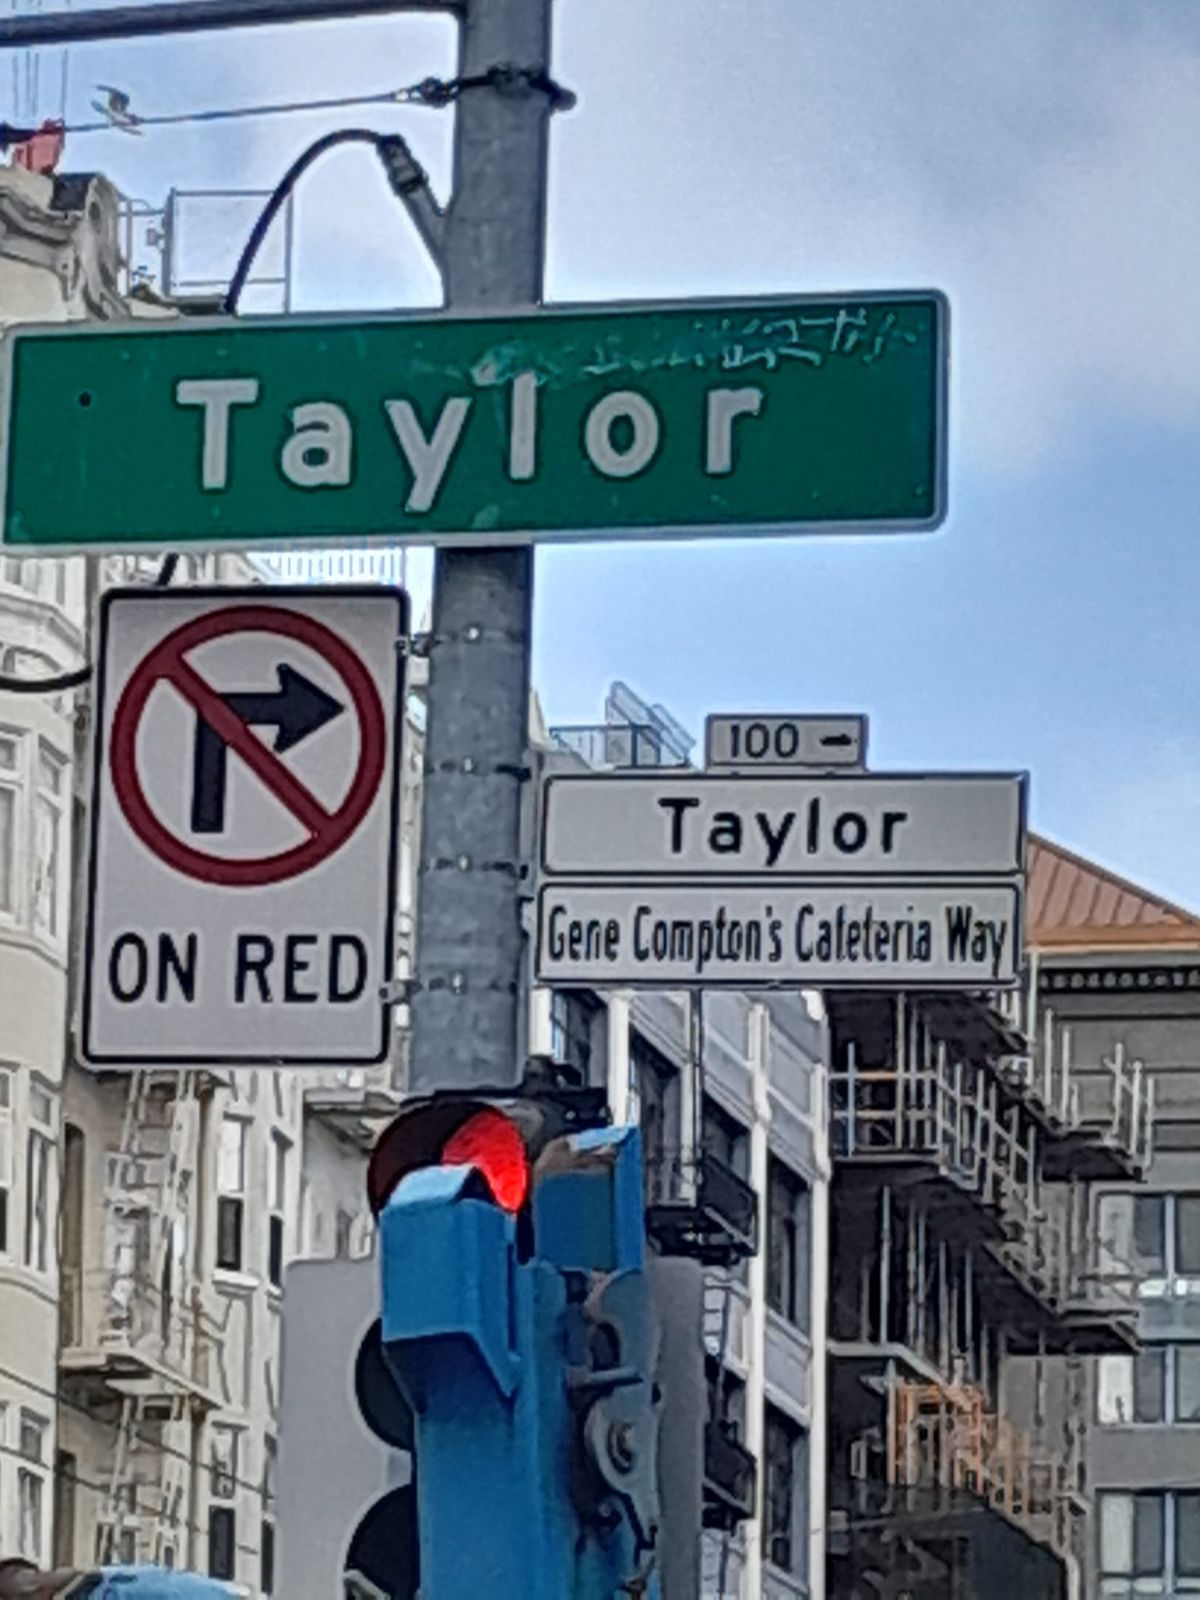 Taylor
ON RED
100
Taylor
Gene Compton's Cafeteria Way